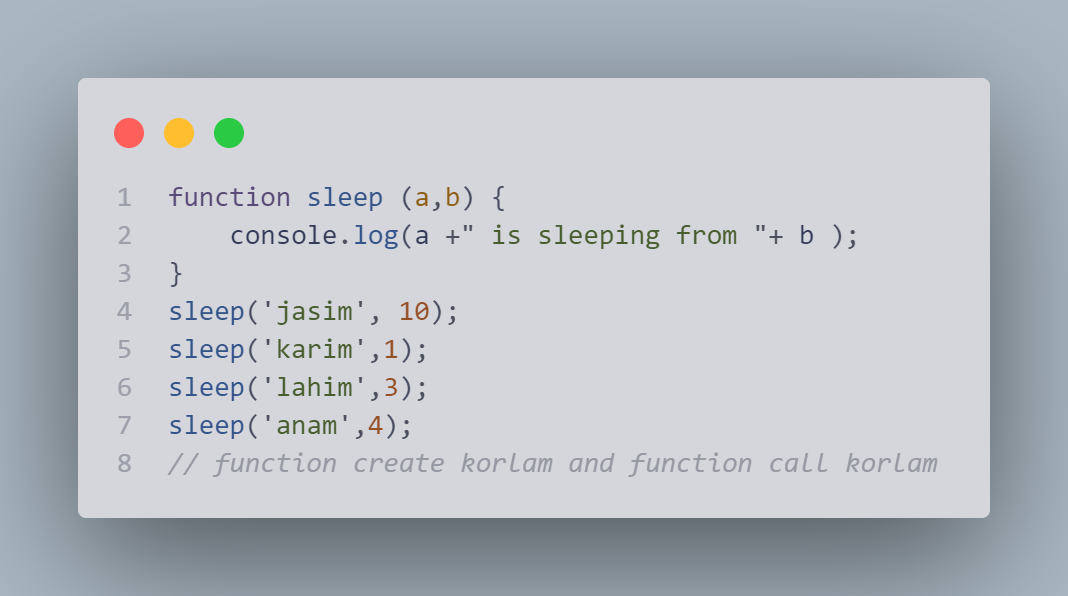 1 function sleep (a,b) {
2 console.log(a +" is sleeping from "+ b );
3 }
4 sleep('jasim', 10);
5 sleep('karim',1);
6 sleep('lahim',3);
7 sleep('anam',4);
8 // function create korlam and function call korlam